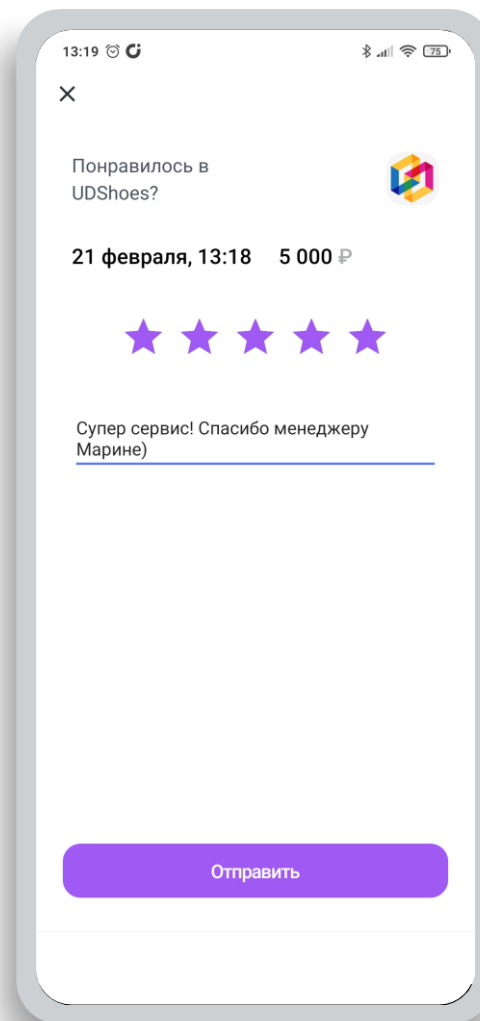 13:19
75
Понравилось в
UDShoes?
21 февраля, 13:18 5 000 ₽
Супер сервис! Спасибо менеджеру
Марине)
Отправить